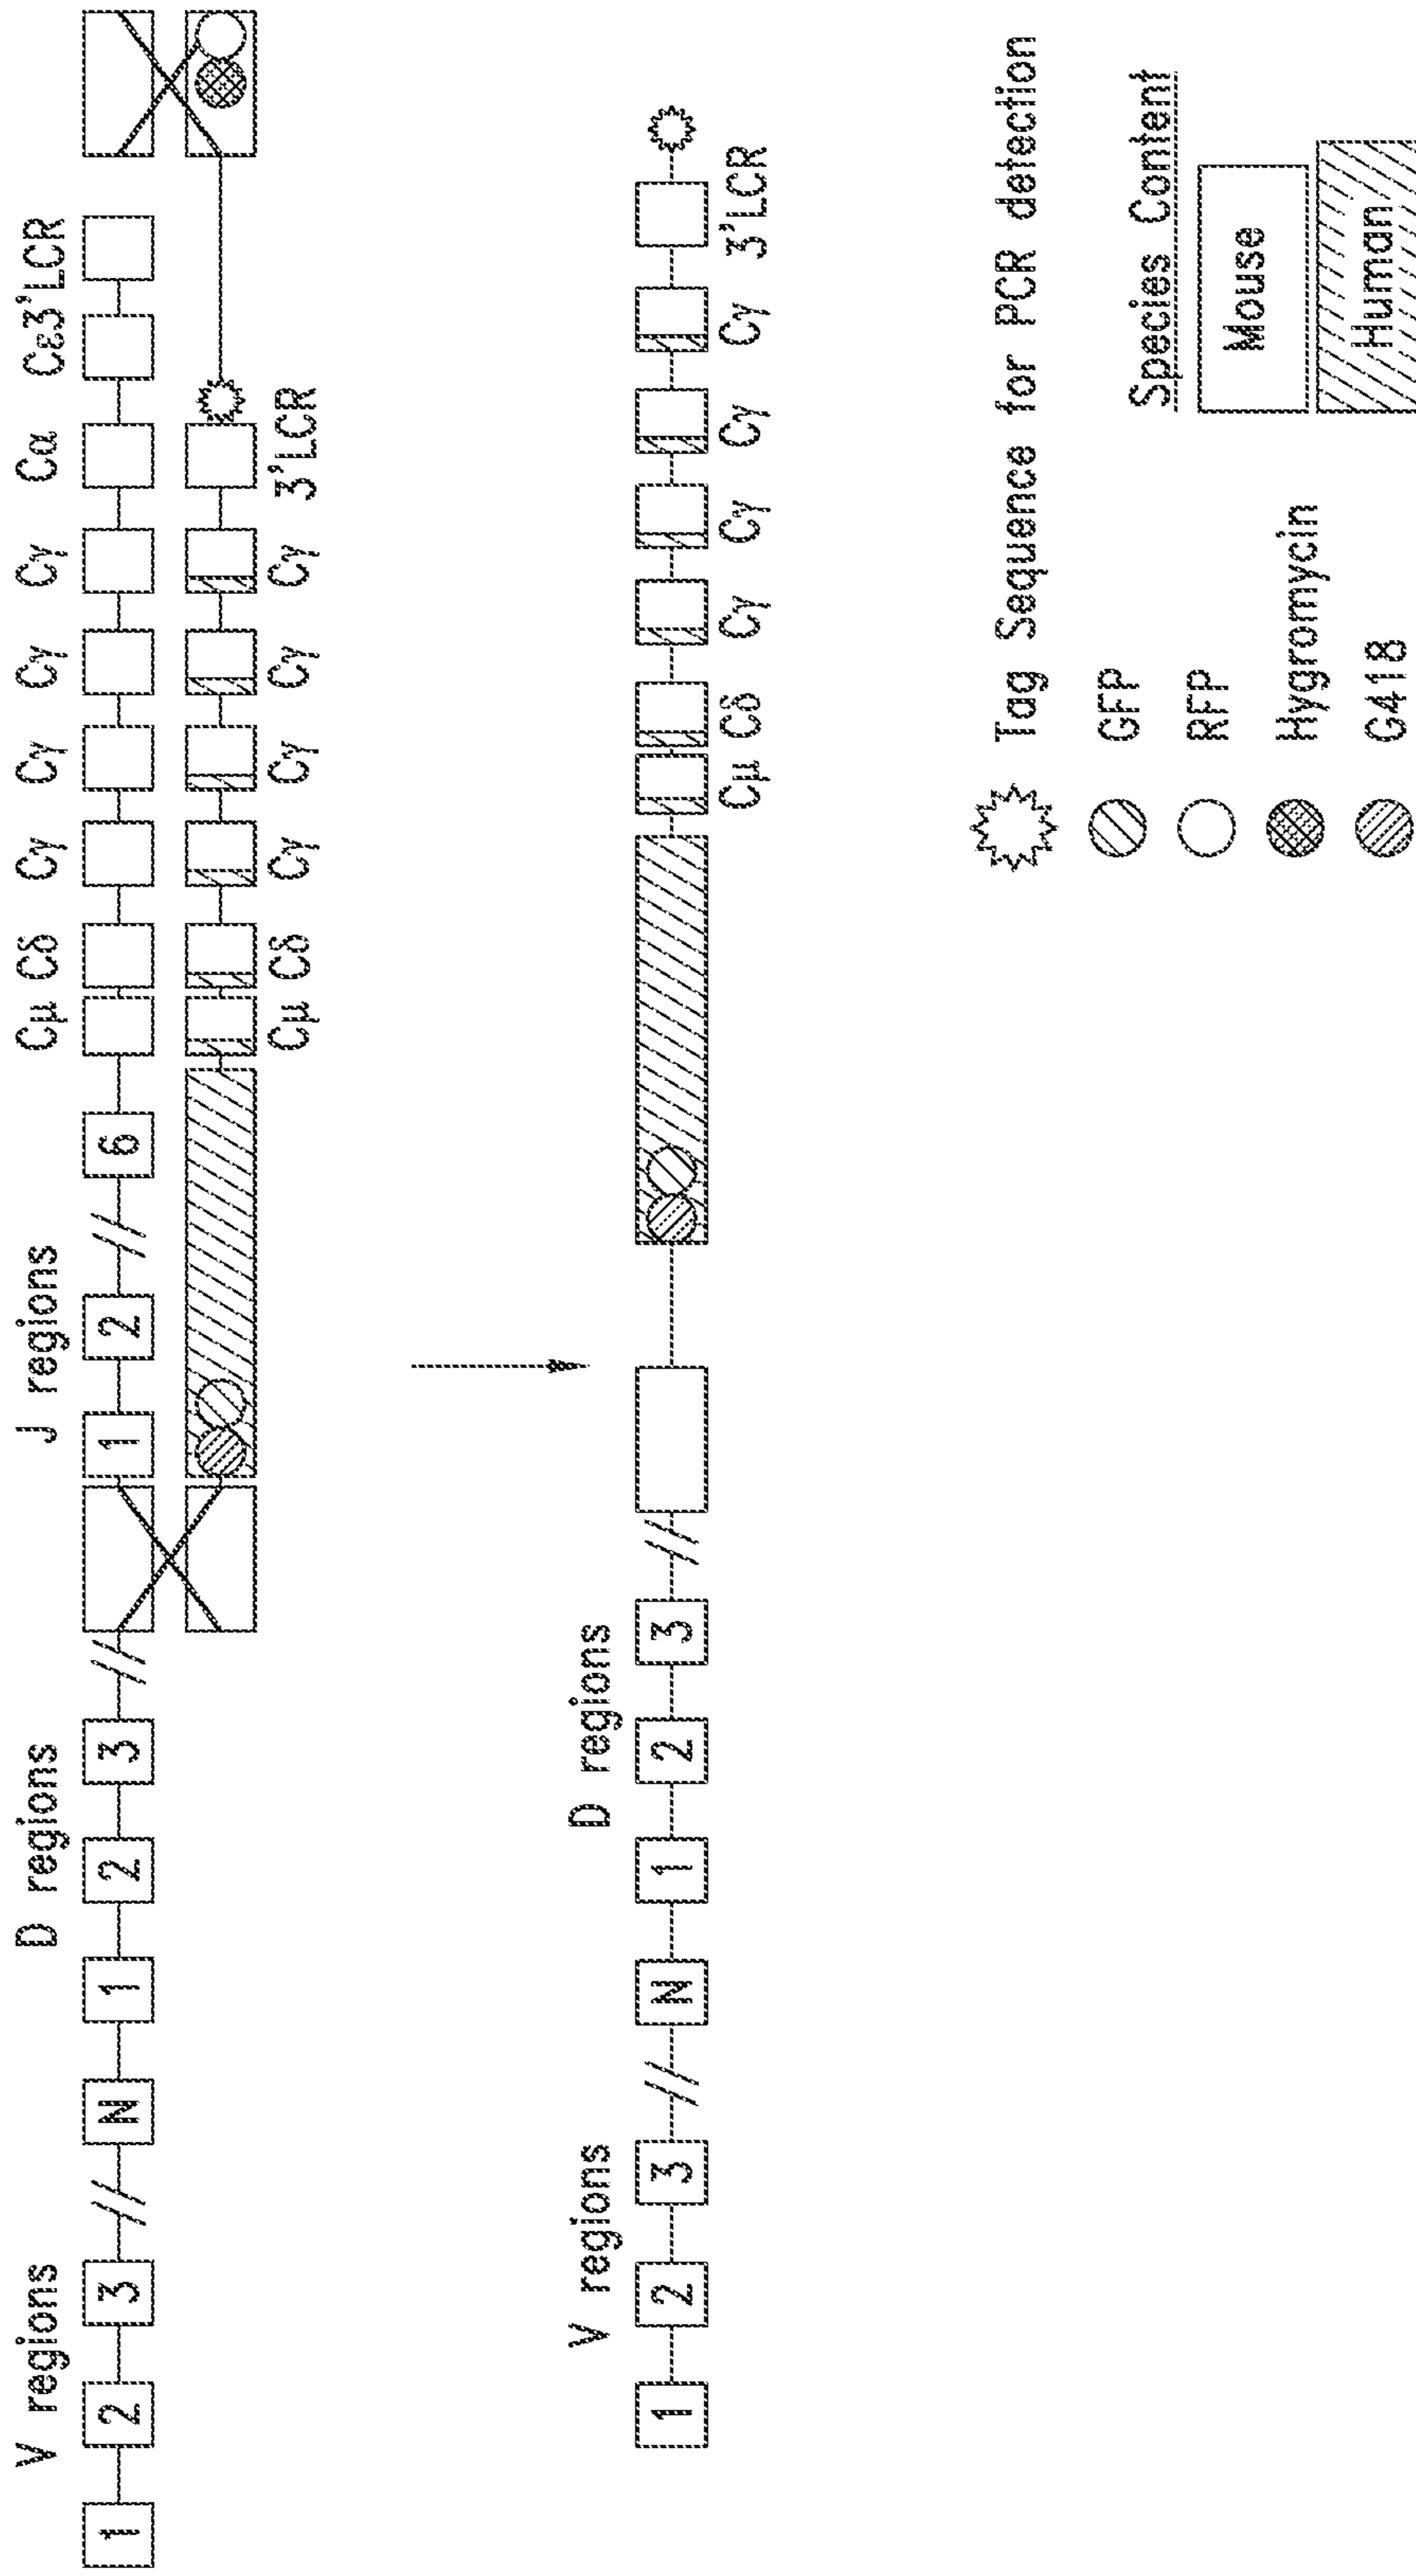 V regions D regions J regions Cμ Cδ Cγ Cγ Cγ Cγ Cα Cε3'LCR
1 2 3 // N 1 2 3 // 1 2 // 6
Cμ Cδ Cγ Cγ Cγ Cγ 3'LCR
V regions D regions
1 2 3 // N 1 2 3 //
Cμ Cδ Cγ Cγ Cγ Cγ 3'LCR
Tag Sequence for PCR detection
GFP
RFP
Hygromycin
G418
Species Content
Mouse
Human